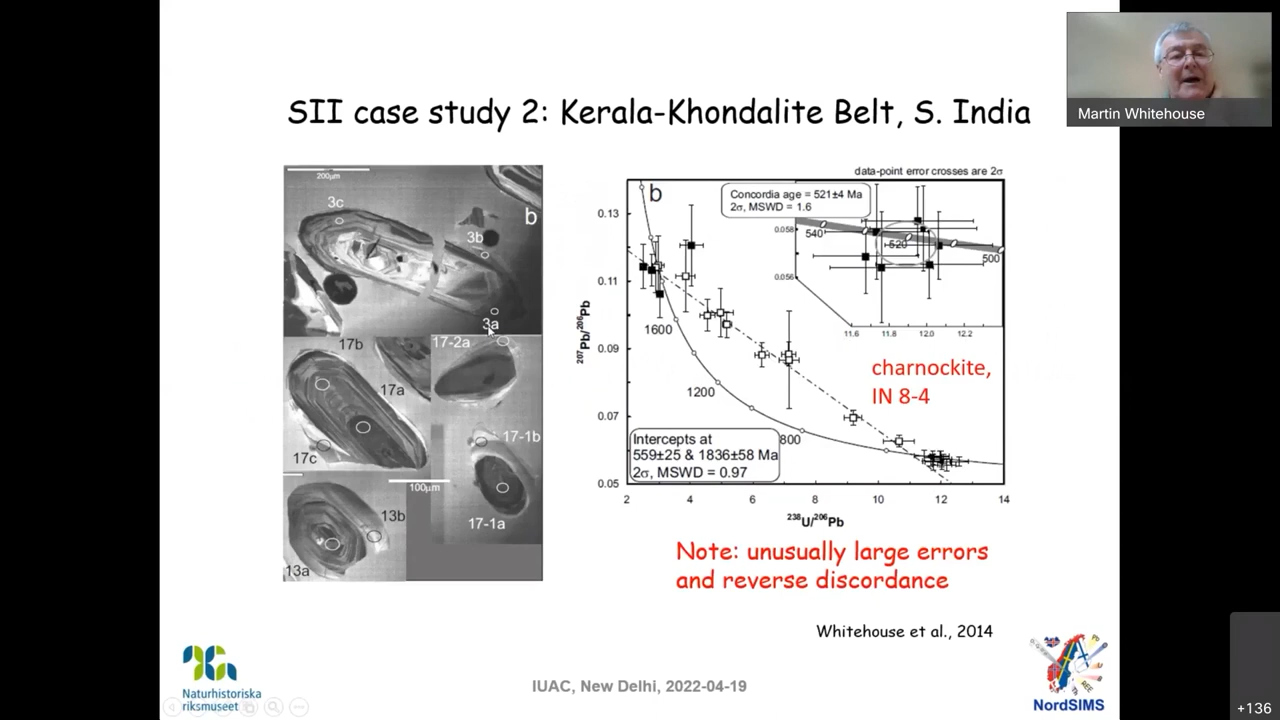 Martin Whitehouse
SII case study 2: Kerala-Khondalite Belt, S. India
200µm
3c
3b
b
3a
17b
17a
17-2a
17c
17-1b
100µm
13b
17-1a
13a
data-point error crosses are 2σ
b
Concordia age = 521±4 Ma
2σ, MSWD = 1.6
0.058
540
520
500
0.056
11.6 11.8 12.0 12.2
0.13
0.11
0.09
0.07
0.05
²⁰⁷Pb/²⁰⁶Pb
1600
1200
800
charnockite,
IN 8-4
Intercepts at
559±25 & 1836±58 Ma
2σ, MSWD = 0.97
2 4 6 8 10 12 14
²³⁸U/²⁰⁶Pb
Note: unusually large errors
and reverse discordance
Whitehouse et al., 2014
Naturhistoriska
riksmuseet
IUAC, New Delhi, 2022-04-19
REE
NordSIMS
+136